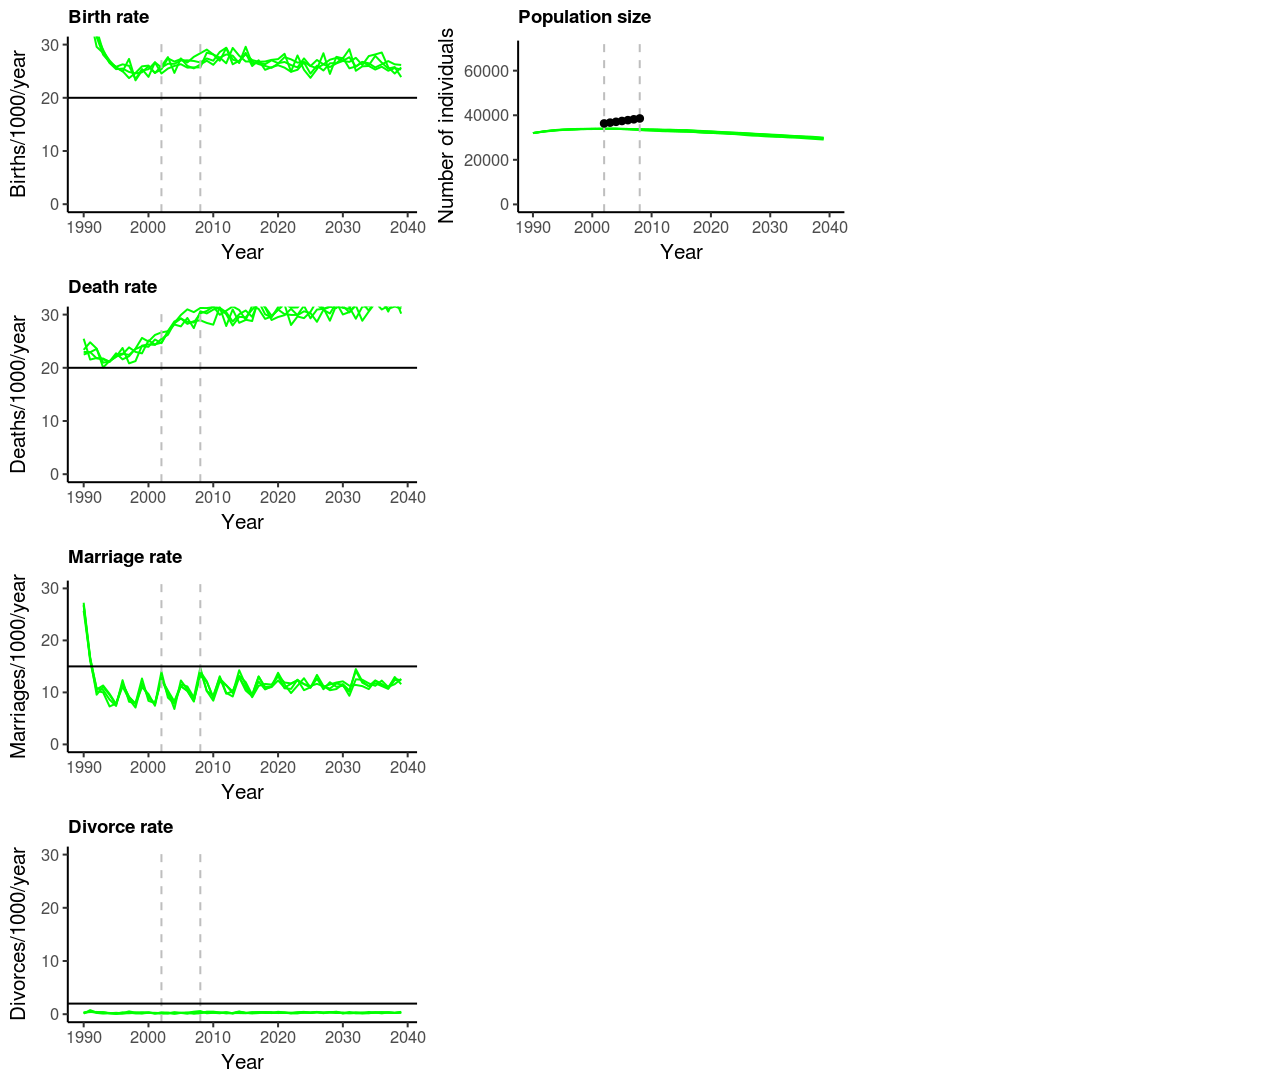 Birth rate
Births/1000/year
30
20
10
0
1990 2000 2010 2020 2030 2040
Year
Population size
Number of individuals
60000
40000
20000
0
1990 2000 2010 2020 2030 2040
Year
Death rate
Deaths/1000/year
30
20
10
0
1990 2000 2010 2020 2030 2040
Year
Marriage rate
Marriages/1000/year
30
20
10
0
1990 2000 2010 2020 2030 2040
Year
Divorce rate
Divorces/1000/year
30
20
10
0
1990 2000 2010 2020 2030 2040
Year